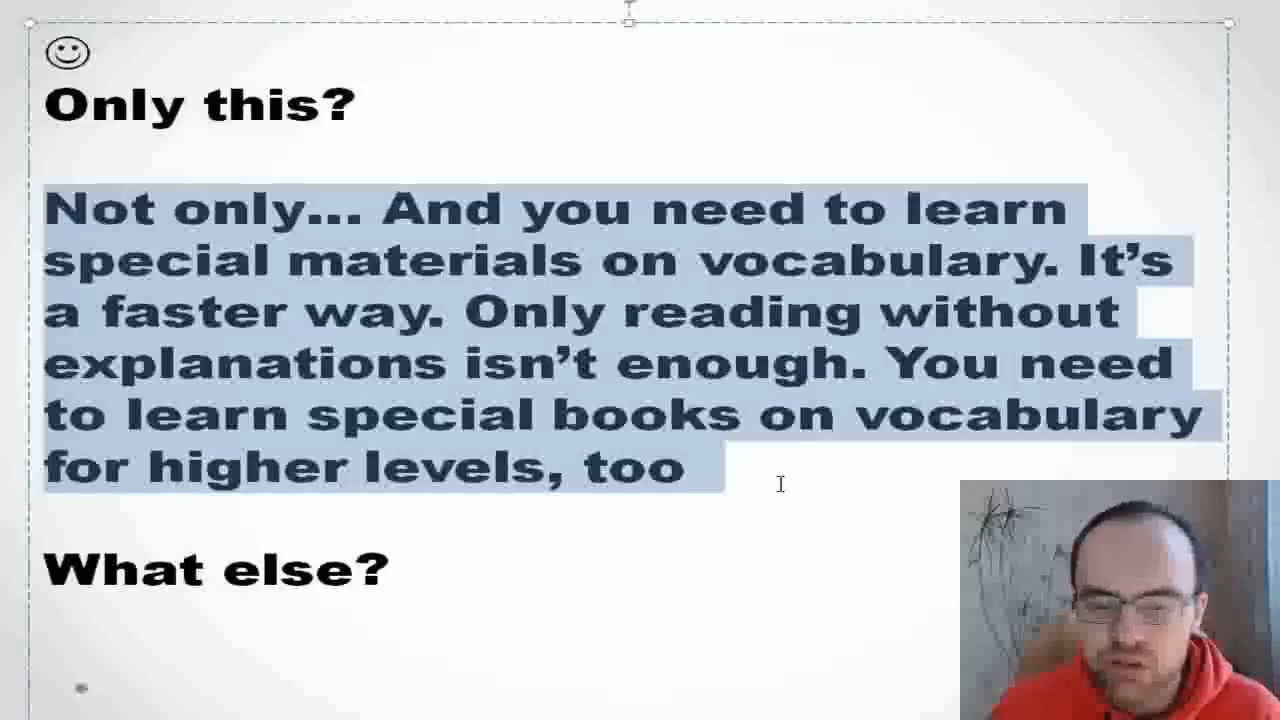 Only this?
Not only... And you need to learn
special materials on vocabulary. It’s
a faster way. Only reading without
explanations isn’t enough. You need
to learn special books on vocabulary
for higher levels, too
What else?